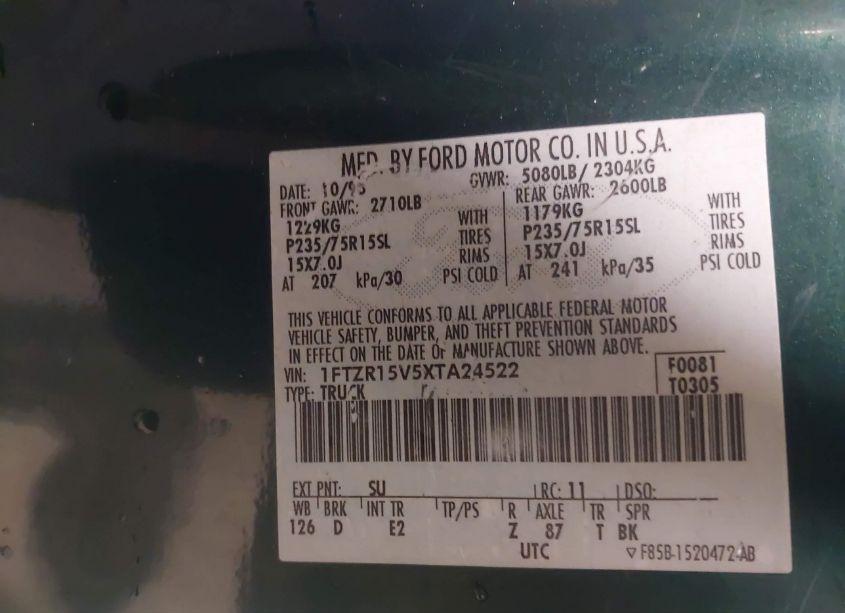 MFD. BY FORD MOTOR CO. IN U.S.A.
DATE: 10/98 GVWR: 5080LB/ 2304KG
FRONT GAWR: 2710LB REAR GAWR: 2600LB
1229KG WITH 1179KG WITH
P235/75R15SL TIRES P235/75R15SL TIRES
15X7.0J RIMS 15X7.0J RIMS
AT 207 kPa/30 PSI COLD AT 241 kPa/35 PSI COLD
THIS VEHICLE CONFORMS TO ALL APPLICABLE FEDERAL MOTOR
VEHICLE SAFETY, BUMPER, AND THEFT PREVENTION STANDARDS
IN EFFECT ON THE DATE OF MANUFACTURE SHOWN ABOVE.
VIN: 1FTZR15V5XTA24522 F0081
TYPE: TRUCK T0305
EXT PNT: SU RC: 11 DSO:
WB BRK INT TR TP/PS R AXLE TR SPR
126 D E2 Z 87 T BK
UTC ▽ F85B-1520472-AB